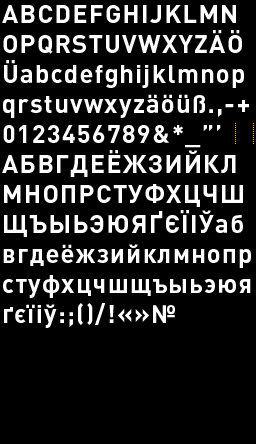 ABCDEFGHIJKLMN
OPQRSTUVWXYZÄÖ
Üabcdefghijklmnop
qrstuvwxyzäöüß.,-+
0123456789&*_"'
АБВГДЕЁЖЗИЙКЛ
МНОПРСТУФХЦЧШ
ЩЪЫЬЭЮЯҐЄЇІЎаб
вгдеёжзийклмнопр
стуфхцчшщъыьэюя
ґєїіў:;()/!«»№